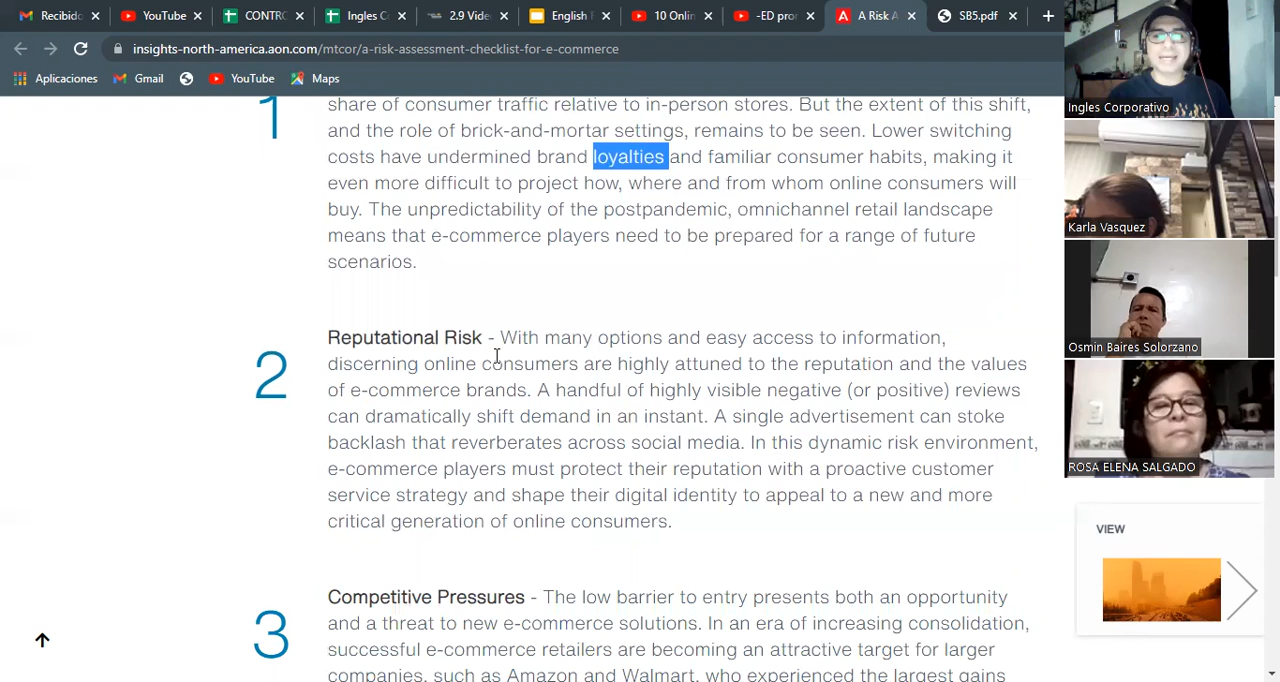 Recibido
YouTube
CONTRO
Ingles C
2.9 Vide
English F
10 Onlin
-ED pro
A Risk A
SB5.pdf
insights-north-america.aon.com/mtcor/a-risk-assessment-checklist-for-e-commerce
Aplicaciones
Gmail
YouTube
Maps
1
share of consumer traffic relative to in-person stores. But the extent of this shift,
and the role of brick-and-mortar settings, remains to be seen. Lower switching
costs have undermined brand loyalties and familiar consumer habits, making it
even more difficult to project how, where and from whom online consumers will
buy. The unpredictability of the postpandemic, omnichannel retail landscape
means that e-commerce players need to be prepared for a range of future
scenarios.
2
Reputational Risk - With many options and easy access to information,
discerning online consumers are highly attuned to the reputation and the values
of e-commerce brands. A handful of highly visible negative (or positive) reviews
can dramatically shift demand in an instant. A single advertisement can stoke
backlash that reverberates across social media. In this dynamic risk environment,
e-commerce players must protect their reputation with a proactive customer
service strategy and shape their digital identity to appeal to a new and more
critical generation of online consumers.
3
Competitive Pressures - The low barrier to entry presents both an opportunity
and a threat to new e-commerce solutions. In an era of increasing consolidation,
successful e-commerce retailers are becoming an attractive target for larger
companies, such as Amazon and Walmart, who experienced the largest gains
Ingles Corporativo
Karla Vasquez
Osmin Baires Solorzano
ROSA ELENA SALGADO
VIEW